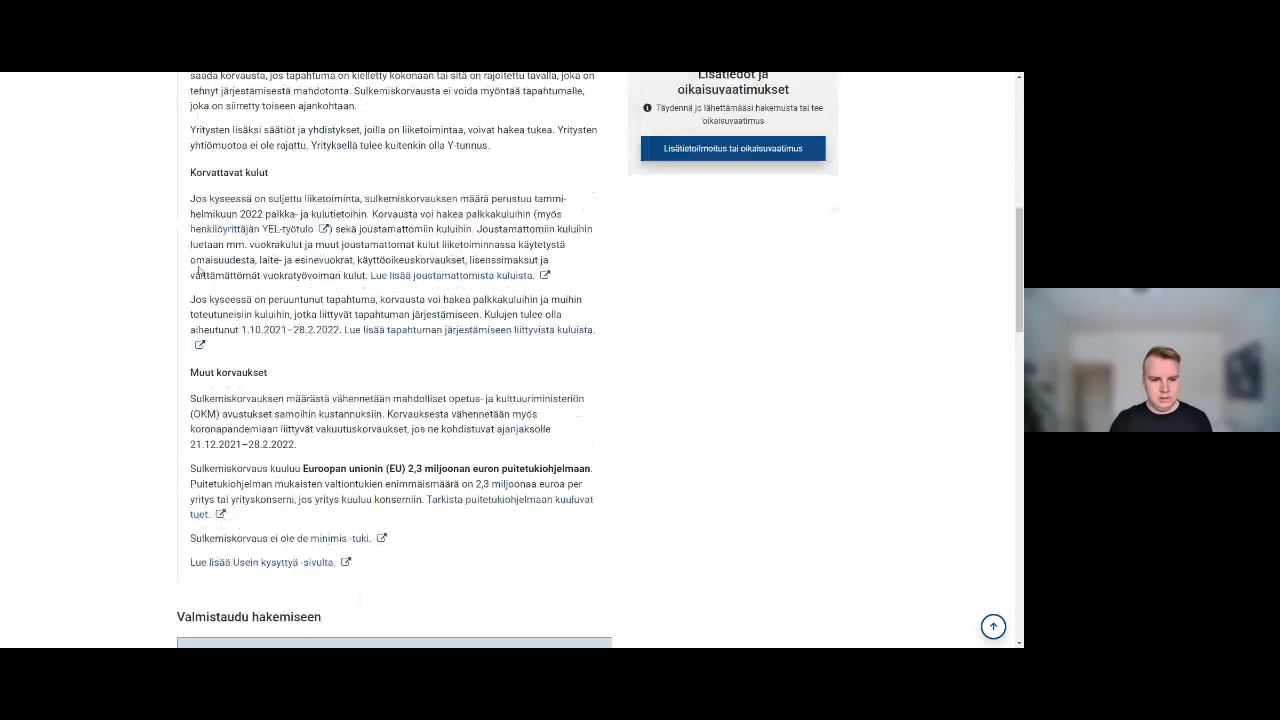 saada korvausta, jos tapahtuma on kielletty kokonaan tai sitä on rajoitettu tavalla, joka on
tehnyt järjestämisestä mahdotonta. Sulkemiskorvausta ei voida myöntää tapahtumalle,
joka on siirretty toiseen ajankohtaan.
Yritysten lisäksi säätiöt ja yhdistykset, joilla on liiketoimintaa, voivat hakea tukea. Yritysten
yhtiömuotoa ei ole rajattu. Yrityksellä tulee kuitenkin olla Y-tunnus.
Korvattavat kulut
Jos kyseessä on suljettu liiketoiminta, sulkemiskorvauksen määrä perustuu tammi-
helmikuun 2022 palkka- ja kulutietoihin. Korvausta voi hakea palkkakuluihin (myös
henkilöyrittäjän YEL-työtulo ) sekä joustamattomiin kuluihin. Joustamattomiin kuluihin
luetaan mm. vuokrakulut ja muut joustamattomat kulut liiketoiminnassa käytetystä
omaisuudesta, laite- ja esinevuokrat, käyttöoikeuskorvaukset, lisenssimaksut ja
välttämättömät vuokratyövoiman kulut. Lue lisää joustamattomista kuluista.
Jos kyseessä on peruuntunut tapahtuma, korvausta voi hakea palkkakuluihin ja muihin
toteutuneisiin kuluihin, jotka liittyvät tapahtuman järjestämiseen. Kulujen tulee olla
aiheutunut 1.10.2021–28.2.2022. Lue lisää tapahtuman järjestämiseen liittyvistä kuluista.
Muut korvaukset
Sulkemiskorvauksen määrästä vähennetään mahdolliset opetus- ja kulttuuriministeriön
(OKM) avustukset samoihin kustannuksiin. Korvauksesta vähennetään myös
koronapandemiaan liittyvät vakuutuskorvaukset, jos ne kohdistuvat ajanjaksolle
21.12.2021–28.2.2022.
Sulkemiskorvaus kuuluu Euroopan unionin (EU) 2,3 miljoonan euron puitetukiohjelmaan.
Puitetukiohjelman mukaisten valtiontukien enimmäismäärä on 2,3 miljoonaa euroa per
yritys tai yrityskonserni, jos yritys kuuluu konserniin. Tarkista puitetukiohjelmaan kuuluvat
tuet.
Sulkemiskorvaus ei ole de minimis -tuki.
Lue lisää Usein kysyttyä -sivulta.
Valmistaudu hakemiseen
Lisätiedot ja
oikaisuvaatimukset
Täydennä jo lähettämääsi hakemusta tai tee
oikaisuvaatimus
Lisätietoilmoitus tai oikaisuvaatimus